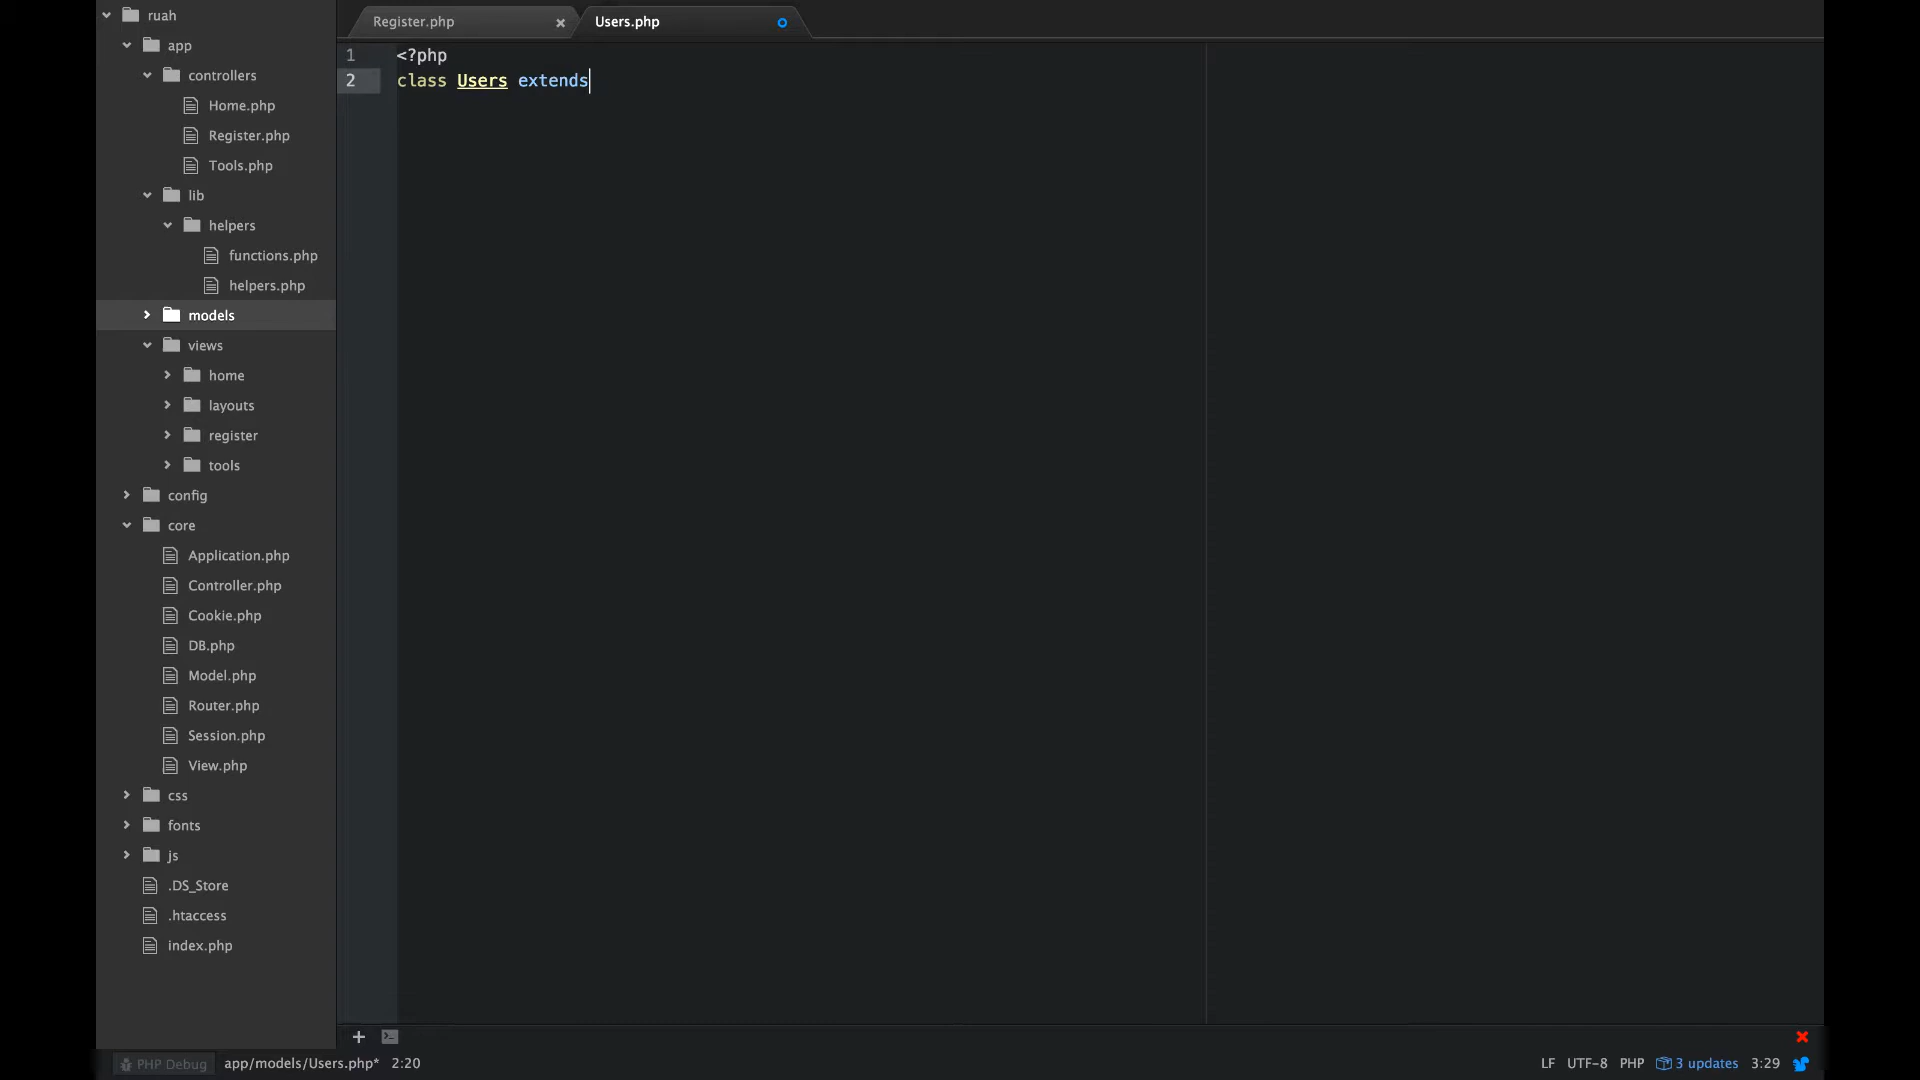 ruah
app
controllers
Home.php
Register.php
Tools.php
lib
helpers
functions.php
helpers.php
models
views
home
layouts
register
tools
config
core
Application.php
Controller.php
Cookie.php
DB.php
Model.php
Router.php
Session.php
View.php
css
fonts
js
.DS_Store
.htaccess
index.php
Register.php
Users.php
1 <?php
2 class Users extends
PHP Debug app/models/Users.php* 2:20 LF UTF-8 PHP 3 updates 3:29